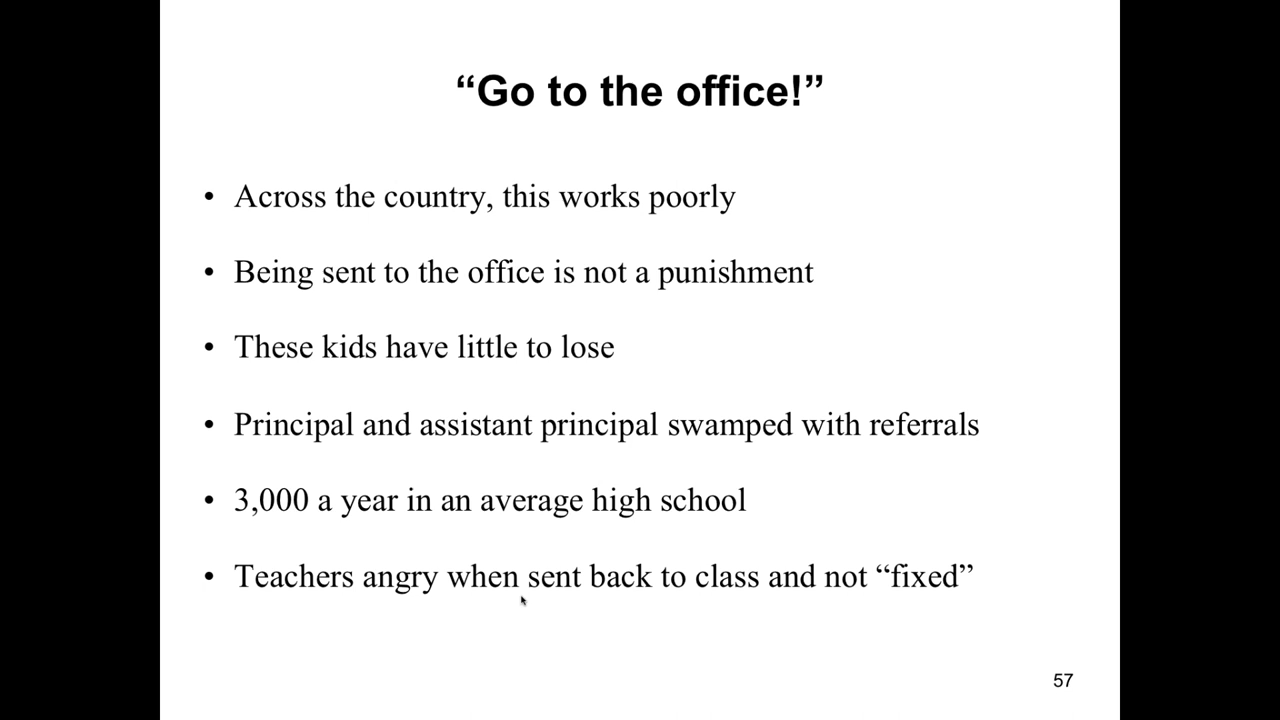 “Go to the office!”
• Across the country, this works poorly
• Being sent to the office is not a punishment
• These kids have little to lose
• Principal and assistant principal swamped with referrals
• 3,000 a year in an average high school
• Teachers angry when sent back to class and not “fixed”
57